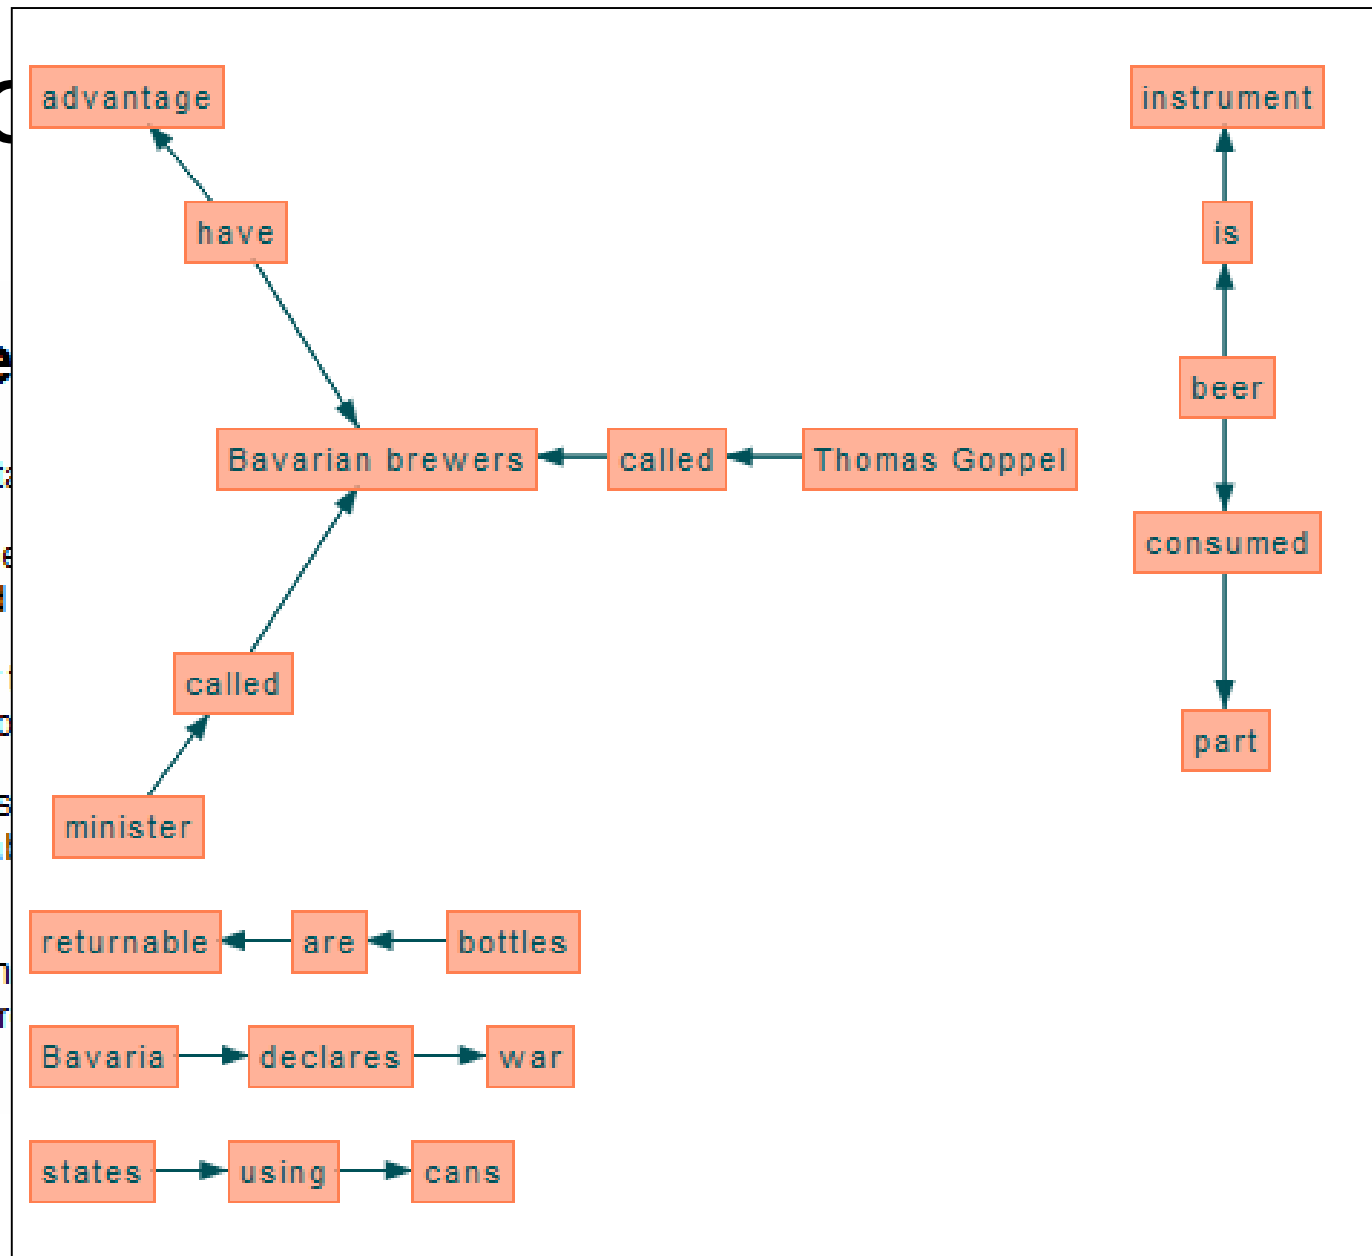 advantage
instrument
have
is
beer
Bavarian brewers
called
Thomas Goppel
consumed
called
part
minister
returnable
are
bottles
Bavaria
declares
war
states
using
cans